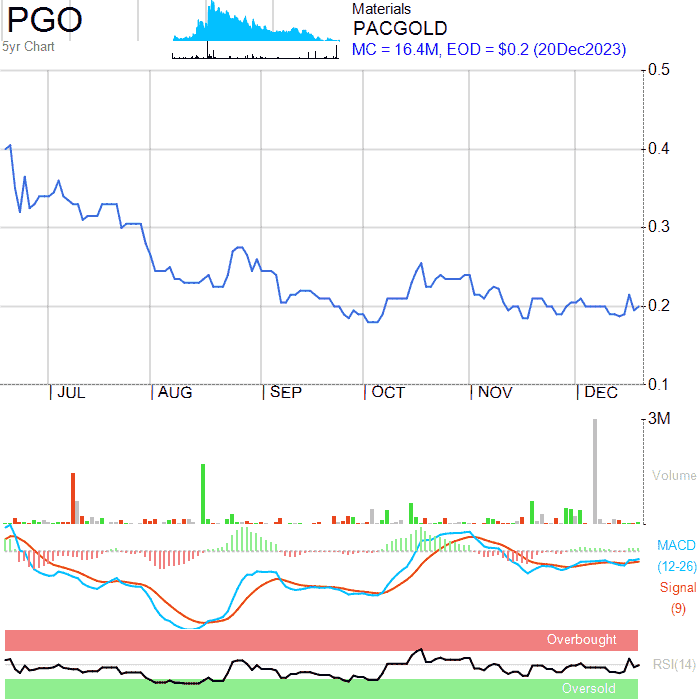 PGO
5yr Chart
Materials
PACGOLD
MC = 16.4M, EOD = $0.2 (20Dec2023)
0.5
0.4
0.3
0.2
0.1
JUL AUG SEP OCT NOV DEC
3M
Volume
MACD
(12-26)
Signal
(9)
Overbought
RSI(14)
Oversold